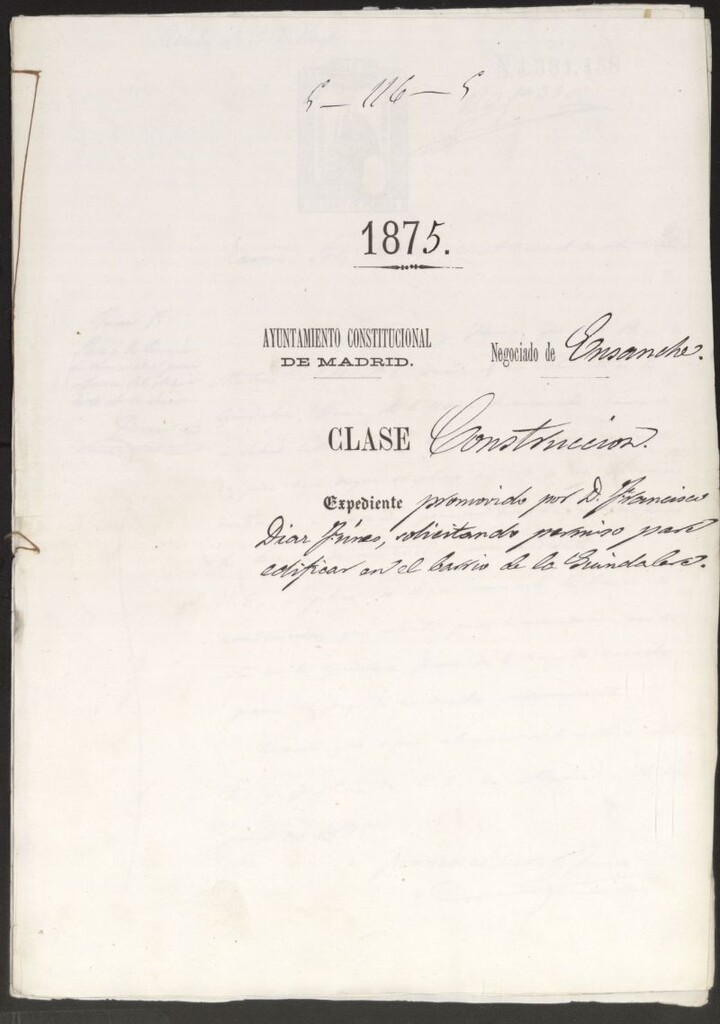 5 - 116 - 5
1875.
AYUNTAMIENTO CONSTITUCIONAL
DE MADRID.
Negociado de Ensanche.
CLASE Construccion.
Expediente promovido por D. Francisco
Diaz solicitando permiso para
edificar en el barrio de la Guindalera.